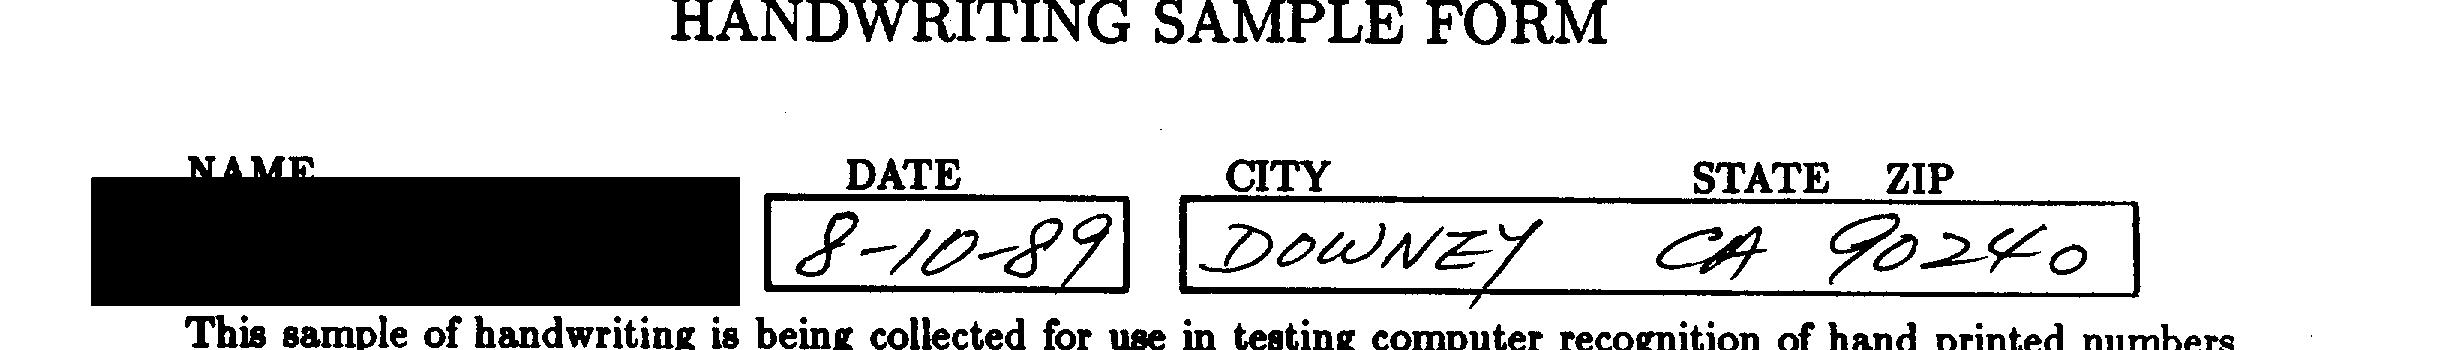 HANDWRITING SAMPLE FORM
NAME DATE CITY STATE ZIP
8-10-89 DOWNEY CA 90240
This sample of handwriting is being collected for use in testing computer recognition of hand printed numbers